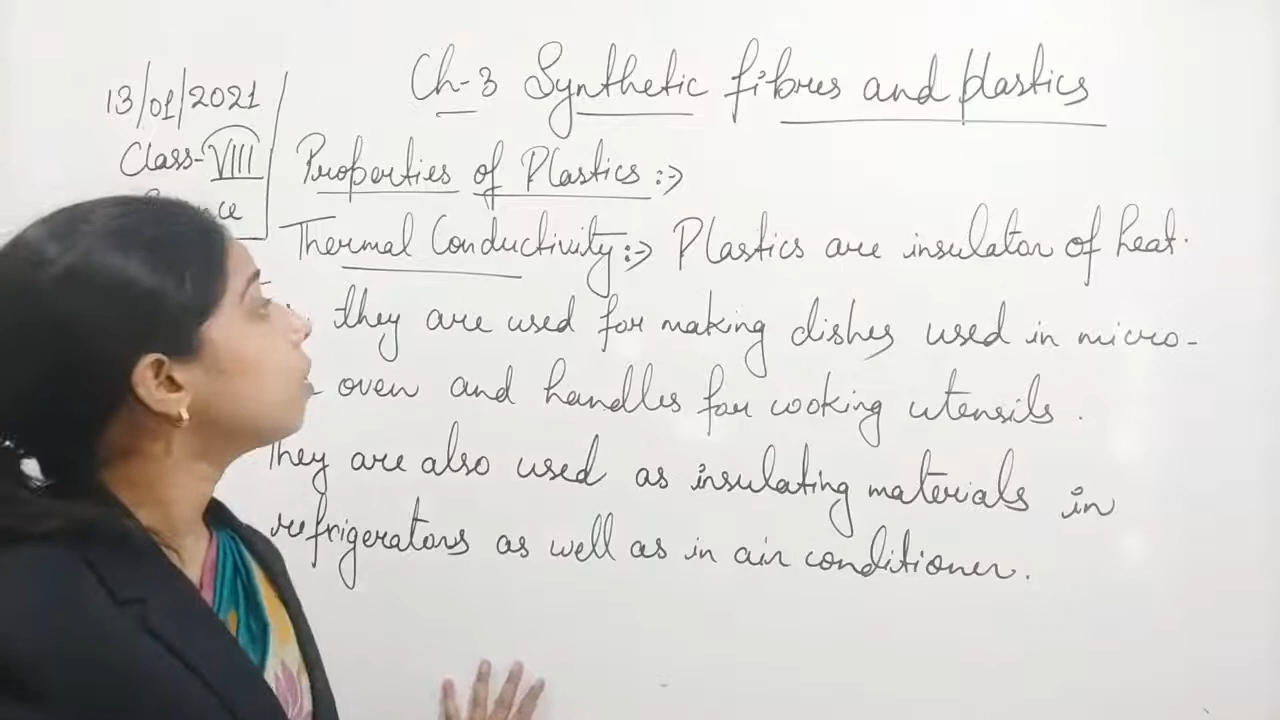 13/01/2021
Class-VIII
Ch-3 Synthetic fibres and plastics
Properties of Plastics :->
Thermal Conductivity :-> Plastics are insulator of heat.
they are used for making dishes used in micro-
oven and handles for cooking utensils.
They are also used as insulating materials in
refrigerators as well as in air conditioner.